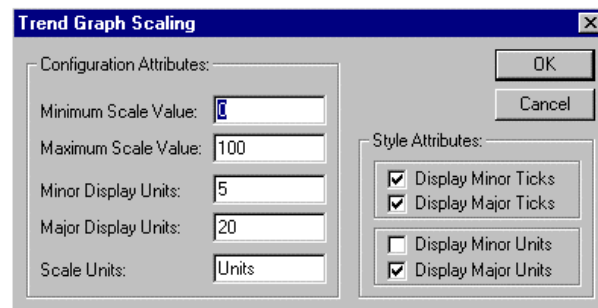 Trend Graph Scaling
Configuration Attributes:
Minimum Scale Value: 0
Maximum Scale Value: 100
Minor Display Units: 5
Major Display Units: 20
Scale Units: Units
OK
Cancel
Style Attributes:
Display Minor Ticks
Display Major Ticks
Display Minor Units
Display Major Units